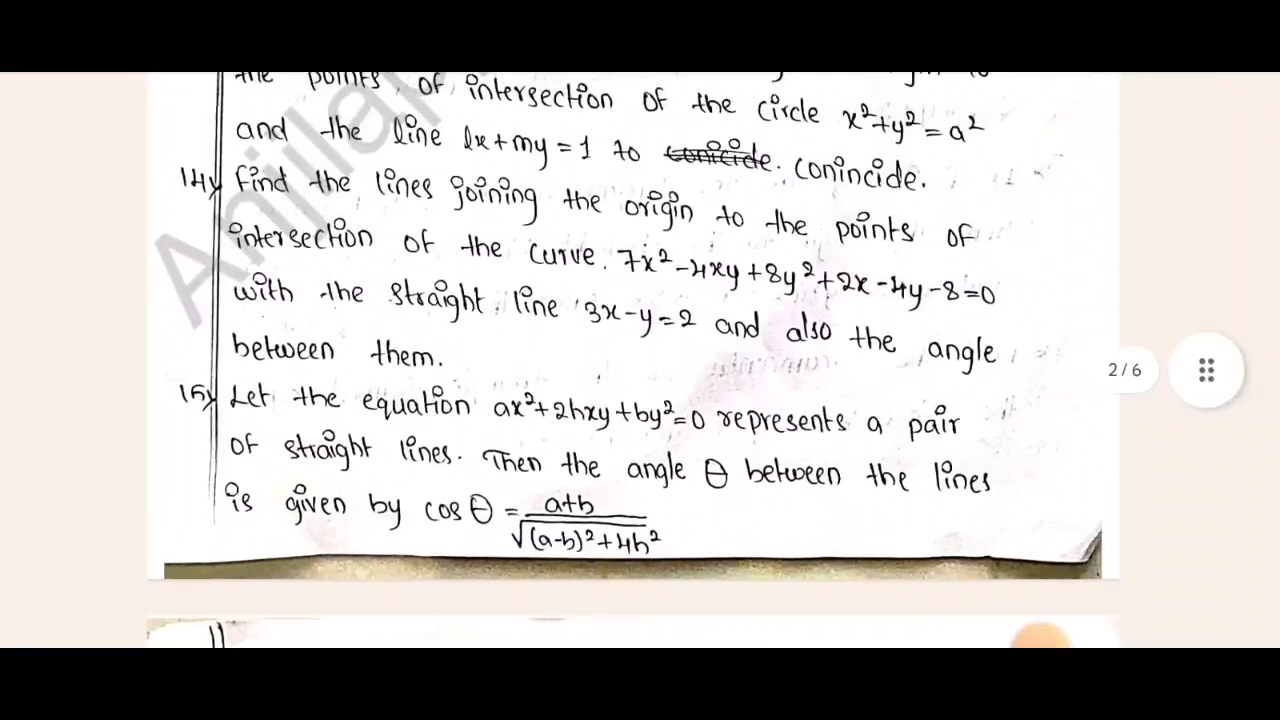 the points of intersection of the circle x²+y²=a²
and the line lx+my=1 to conicide. conincide.
14) Find the lines joining the origin to the points of
intersection of the curve. 7x²-4xy+8y²+2x-4y-8=0
with the straight line 3x-y=2 and also the angle
between them.
2/6
15) Let the equation ax²+2hxy+by²=0 represents a pair
of straight lines. Then the angle θ between the lines
is given by cos θ = a+b / √(a-b)²+4h²